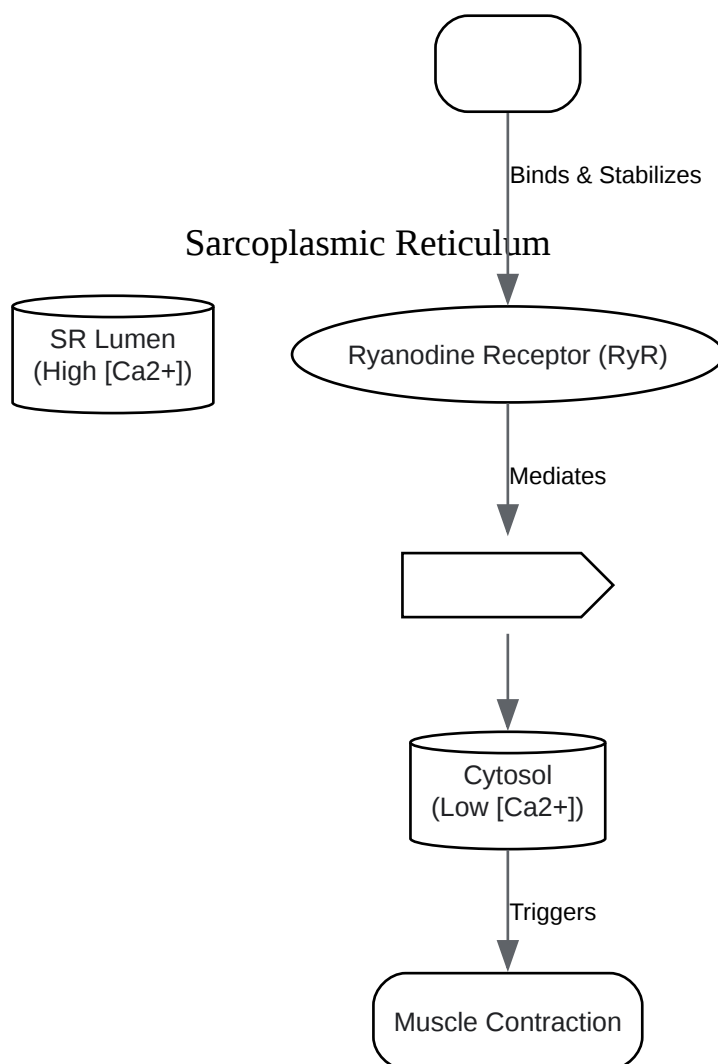 Binds & Stabilizes
Sarcoplasmic Reticulum
SR Lumen
(High [Ca2+])
Ryanodine Receptor (RyR)
Mediates
Cytosol
(Low [Ca2+])
Triggers
Muscle Contraction